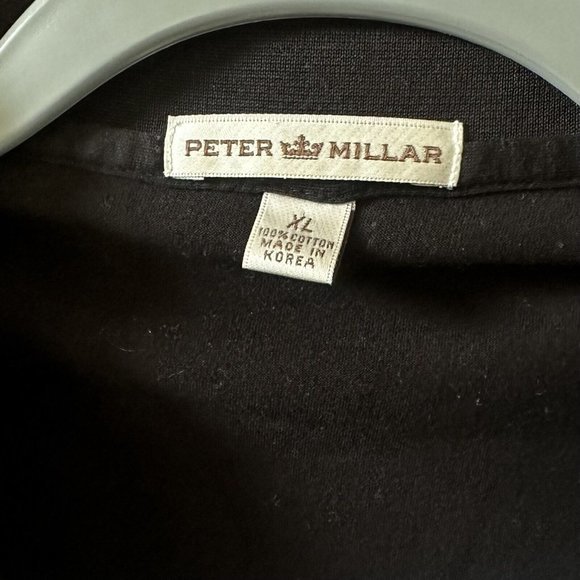 PETER MILLAR
XL
100% COTTON
MADE IN
KOREA